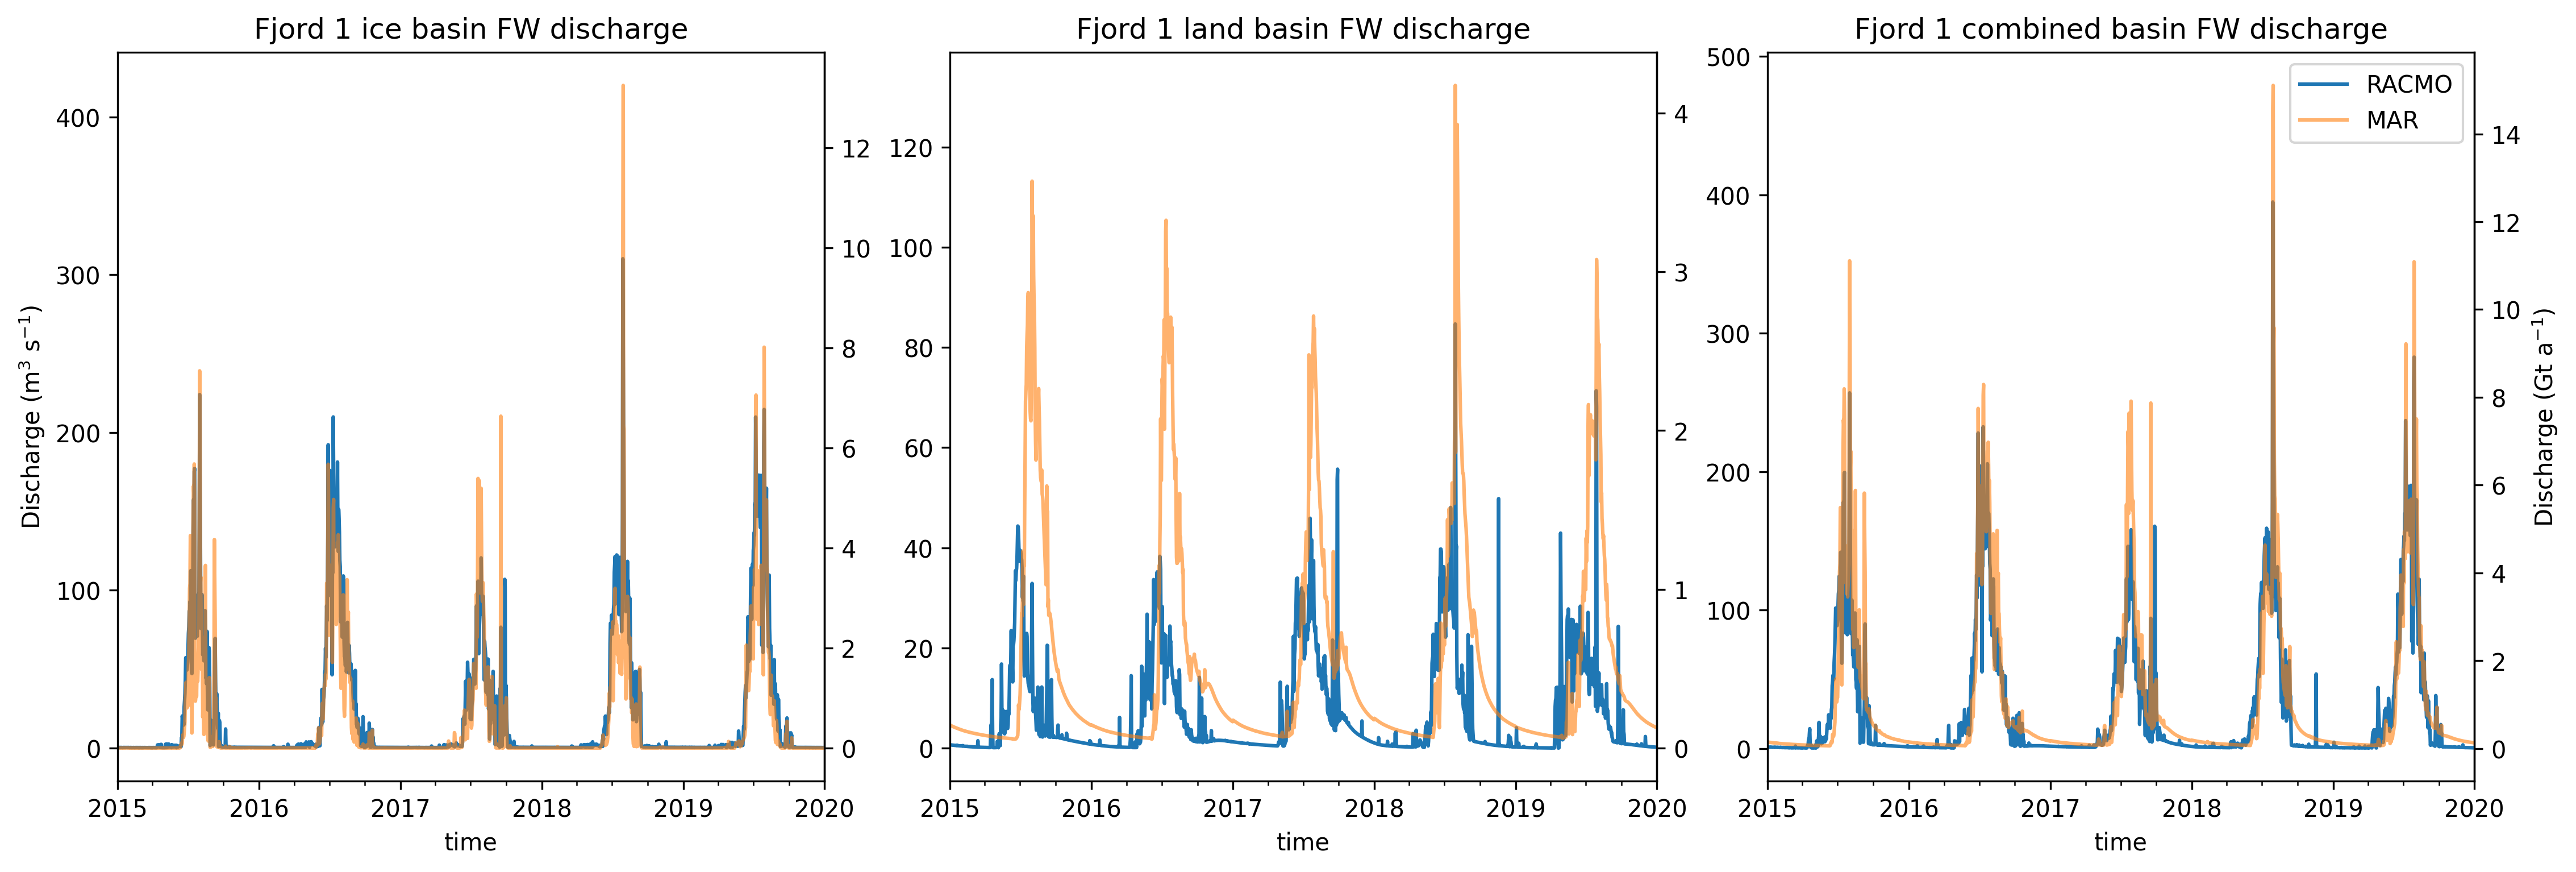 Fjord 1 ice basin FW discharge
Discharge (m³ s⁻¹)
400
300
200
100
0
12
10
8
6
4
2
0
2015 2016 2017 2018 2019 2020
time
Fjord 1 land basin FW discharge
120
100
80
60
40
20
0
4
3
2
1
0
2015 2016 2017 2018 2019 2020
time
Fjord 1 combined basin FW discharge
500
400
300
200
100
0
RACMO
MAR
14
12
10
8
6
4
2
0
Discharge (Gt a⁻¹)
2015 2016 2017 2018 2019 2020
time